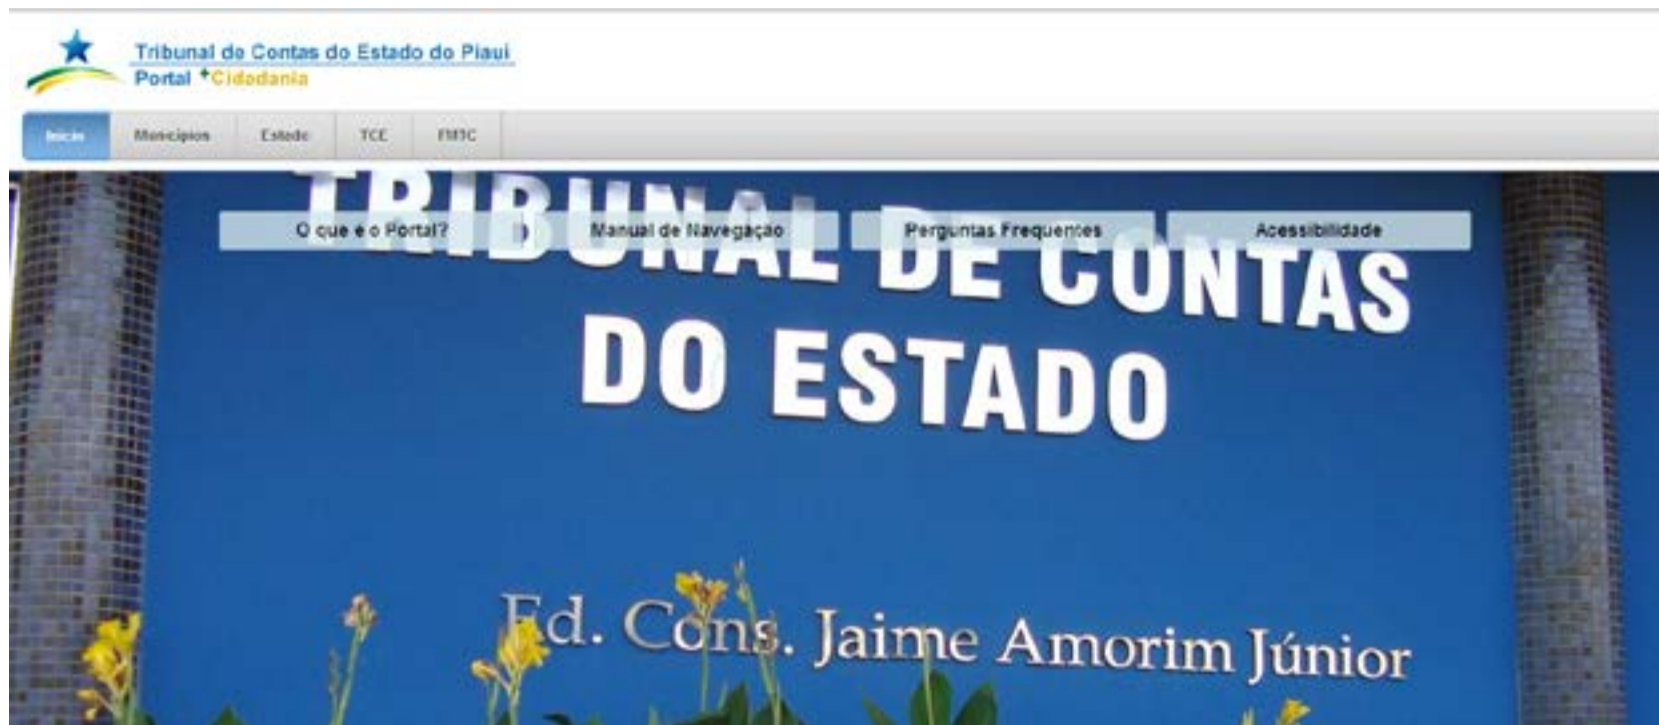 Tribunal de Contas do Estado do Piauí
Portal +Cidadania
Início Municípios Estado TCE FMTC
O que é o Portal? Manual de Navegação Perguntas Frequentes Acessibilidade
TRIBUNAL DE CONTAS
DO ESTADO
Ed. Cons. Jaime Amorim Júnior